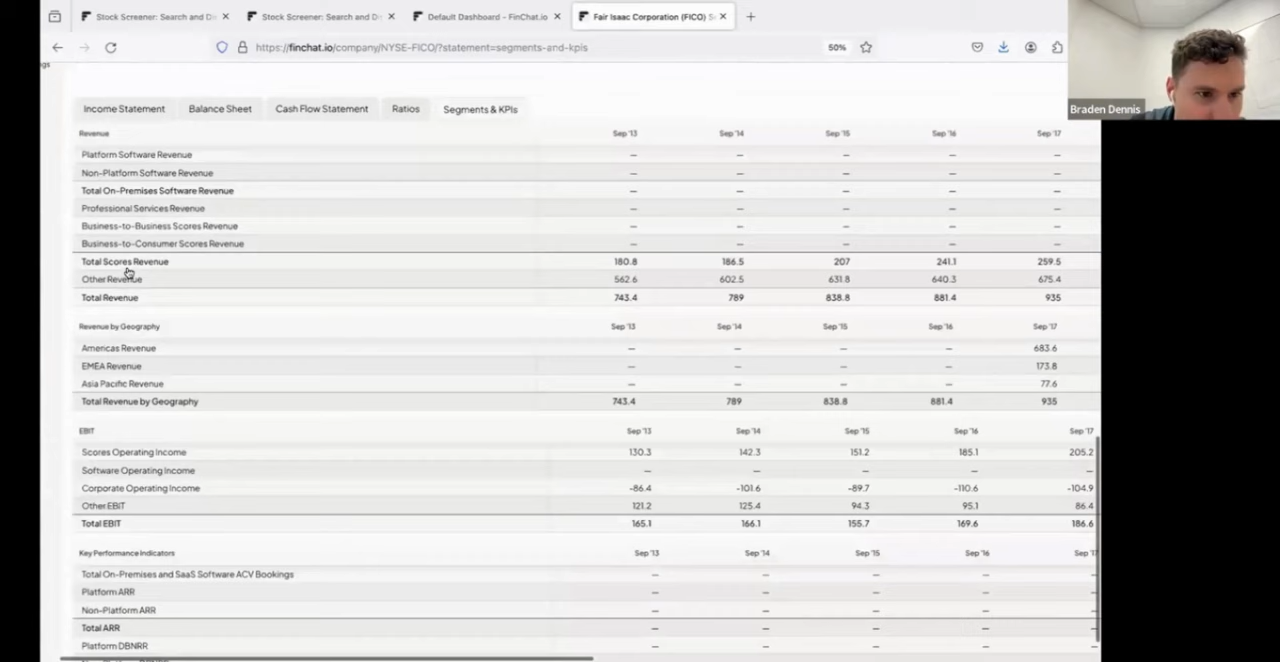 Stock Screener: Search and Di
Stock Screener: Search and Di
Default Dashboard - FinChat.io
Fair Isaac Corporation (FICO) S
https://finchat.io/company/NYSE-FICO/?statement=segments-and-kpis
50%
Braden Dennis
Income Statement Balance Sheet Cash Flow Statement Ratios Segments & KPIs
Revenue Sep '13 Sep '14 Sep '15 Sep '16 Sep '17
Platform Software Revenue — — — — —
Non-Platform Software Revenue — — — — —
Total On-Premises Software Revenue — — — — —
Professional Services Revenue — — — — —
Business-to-Business Scores Revenue — — — — —
Business-to-Consumer Scores Revenue — — — — —
Total Scores Revenue 180.8 186.5 207 241.1 259.5
Other Revenue 562.6 602.5 631.8 640.3 675.4
Total Revenue 743.4 789 838.8 881.4 935
Revenue by Geography Sep '13 Sep '14 Sep '15 Sep '16 Sep '17
Americas Revenue — — — — 683.6
EMEA Revenue — — — — 173.8
Asia Pacific Revenue — — — — 77.6
Total Revenue by Geography 743.4 789 838.8 881.4 935
EBIT Sep '13 Sep '14 Sep '15 Sep '16 Sep '17
Scores Operating Income 130.3 142.3 151.2 185.1 205.2
Software Operating Income — — — — —
Corporate Operating Income -86.4 -101.6 -89.7 -110.6 -104.9
Other EBIT 121.2 125.4 94.3 95.1 86.4
Total EBIT 165.1 166.1 155.7 169.6 186.6
Key Performance Indicators Sep '13 Sep '14 Sep '15 Sep '16 Sep '1
Total On-Premises and SaaS Software ACV Bookings — — — — —
Platform ARR — — — — —
Non-Platform ARR — — — — —
Total ARR — — — — —
Platform DBNRR — — — — —